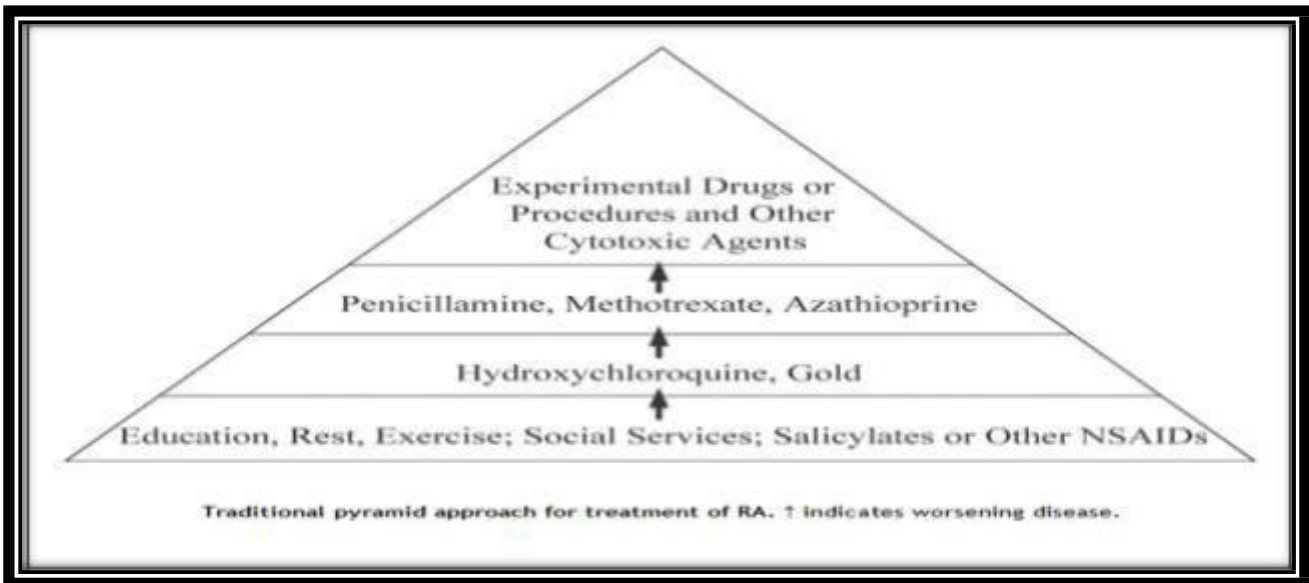 Experimental Drugs or
Procedures and Other
Cytotoxic Agents
Penicillamine, Methotrexate, Azathioprine
Hydroxychloroquine, Gold
Education, Rest, Exercise; Social Services; Salicylates or Other NSAIDs
Traditional pyramid approach for treatment of RA. ↑ indicates worsening disease.